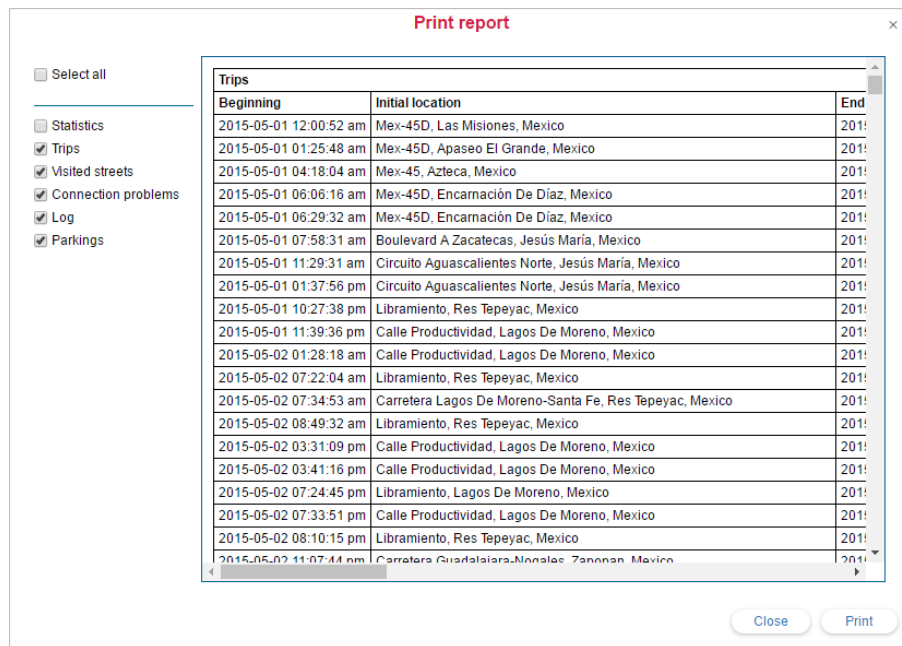 Print report
×
Select all
Statistics
Trips
Visited streets
Connection problems
Log
Parkings
Trips
Beginning Initial location End
2015-05-01 12:00:52 am Mex-45D, Las Misiones, Mexico
2015-05-01 01:25:48 am Mex-45D, Apaseo El Grande, Mexico
2015-05-01 04:18:04 am Mex-45, Azteca, Mexico
2015-05-01 06:06:16 am Mex-45D, Encarnación De Díaz, Mexico
2015-05-01 06:29:32 am Mex-45D, Encarnación De Díaz, Mexico
2015-05-01 07:58:31 am Boulevard A Zacatecas, Jesús María, Mexico
2015-05-01 11:29:31 am Circuito Aguascalientes Norte, Jesús María, Mexico
2015-05-01 01:37:56 pm Circuito Aguascalientes Norte, Jesús María, Mexico
2015-05-01 10:27:38 pm Libramiento, Res Tepeyac, Mexico
2015-05-01 11:39:36 pm Calle Productividad, Lagos De Moreno, Mexico
2015-05-02 01:28:18 am Calle Productividad, Lagos De Moreno, Mexico
2015-05-02 07:22:04 am Libramiento, Res Tepeyac, Mexico
2015-05-02 07:34:53 am Carretera Lagos De Moreno-Santa Fe, Res Tepeyac, Mexico
2015-05-02 08:49:32 am Libramiento, Res Tepeyac, Mexico
2015-05-02 03:31:09 pm Calle Productividad, Lagos De Moreno, Mexico
2015-05-02 03:41:16 pm Calle Productividad, Lagos De Moreno, Mexico
2015-05-02 07:24:45 pm Libramiento, Lagos De Moreno, Mexico
2015-05-02 07:33:51 pm Calle Productividad, Lagos De Moreno, Mexico
2015-05-02 08:10:15 pm Libramiento, Res Tepeyac, Mexico
2015-05-02 11:07:44 pm Carretera Guadalajara-Nogales, Zapopan, Mexico
Close Print